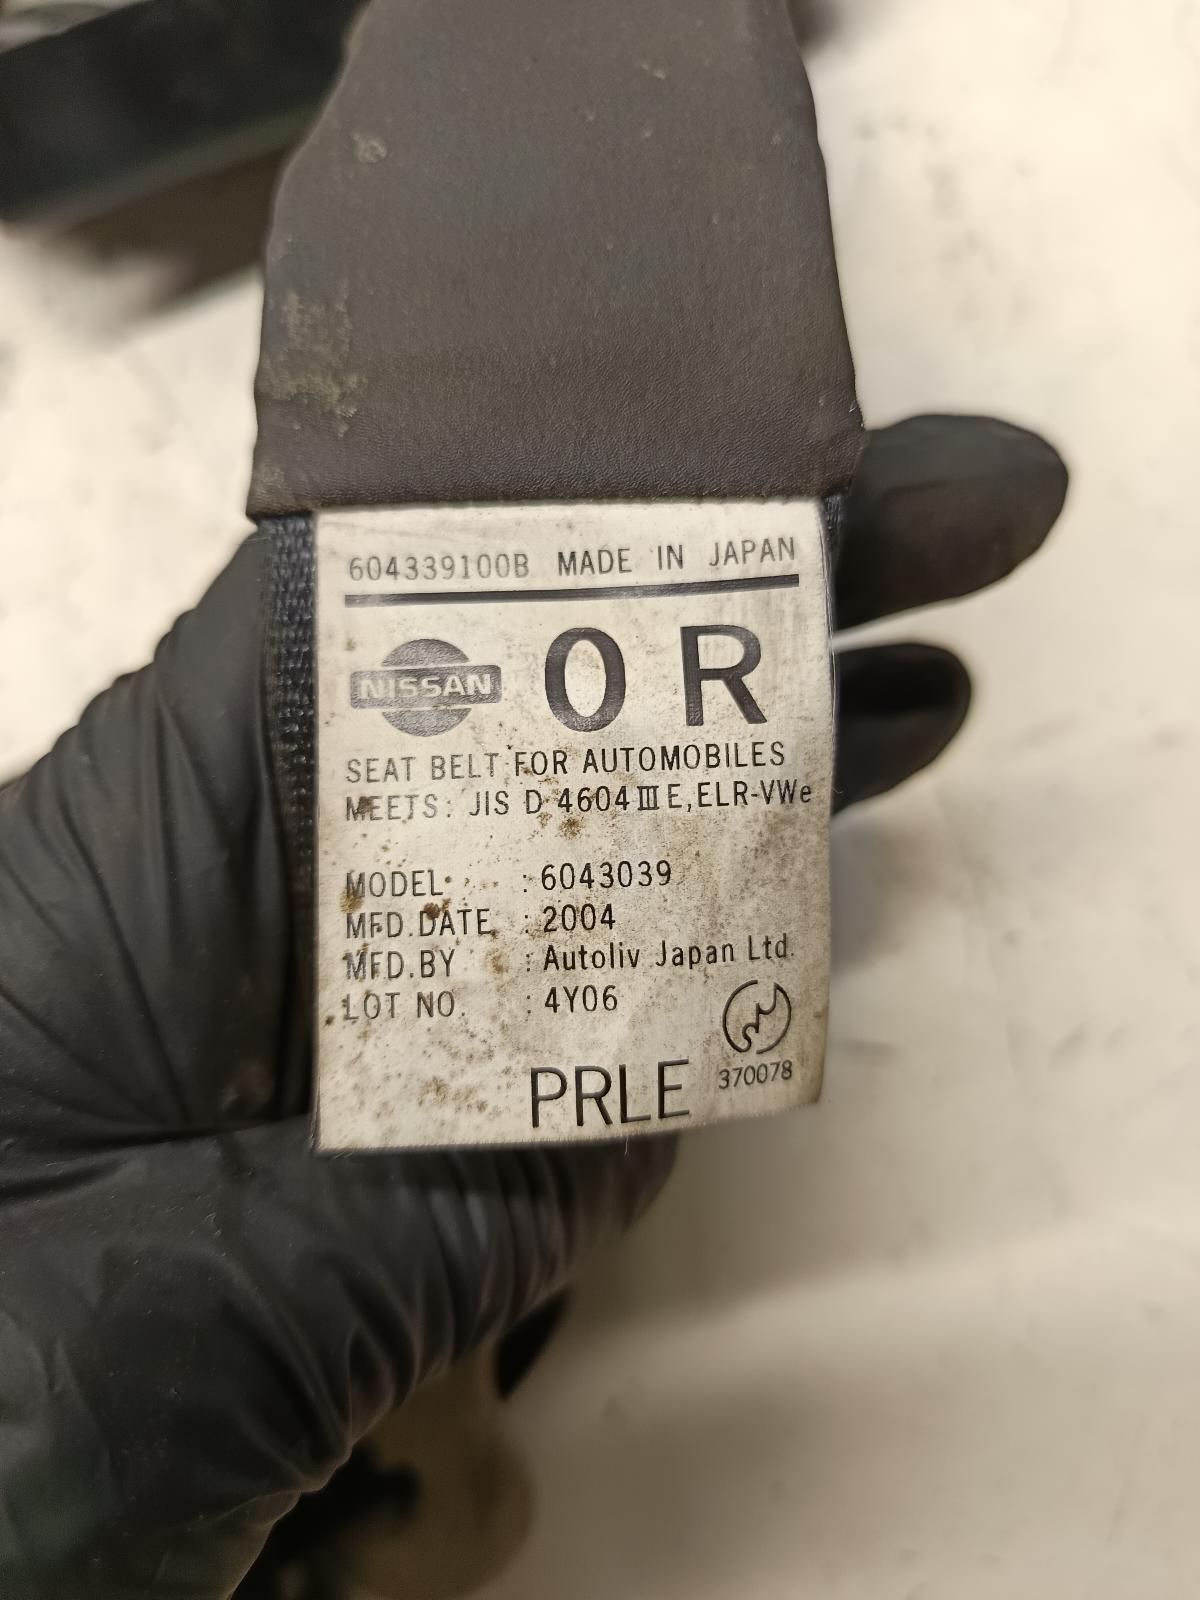 604339100B MADE IN JAPAN
NISSAN O R
SEAT BELT FOR AUTOMOBILES
MEETS: JIS D 4604 III E, ELR-VWe
MODEL : 6043039
MFD.DATE : 2004
MFD.BY : Autoliv Japan Ltd.
LOT NO. : 4Y06
PRLE 370078